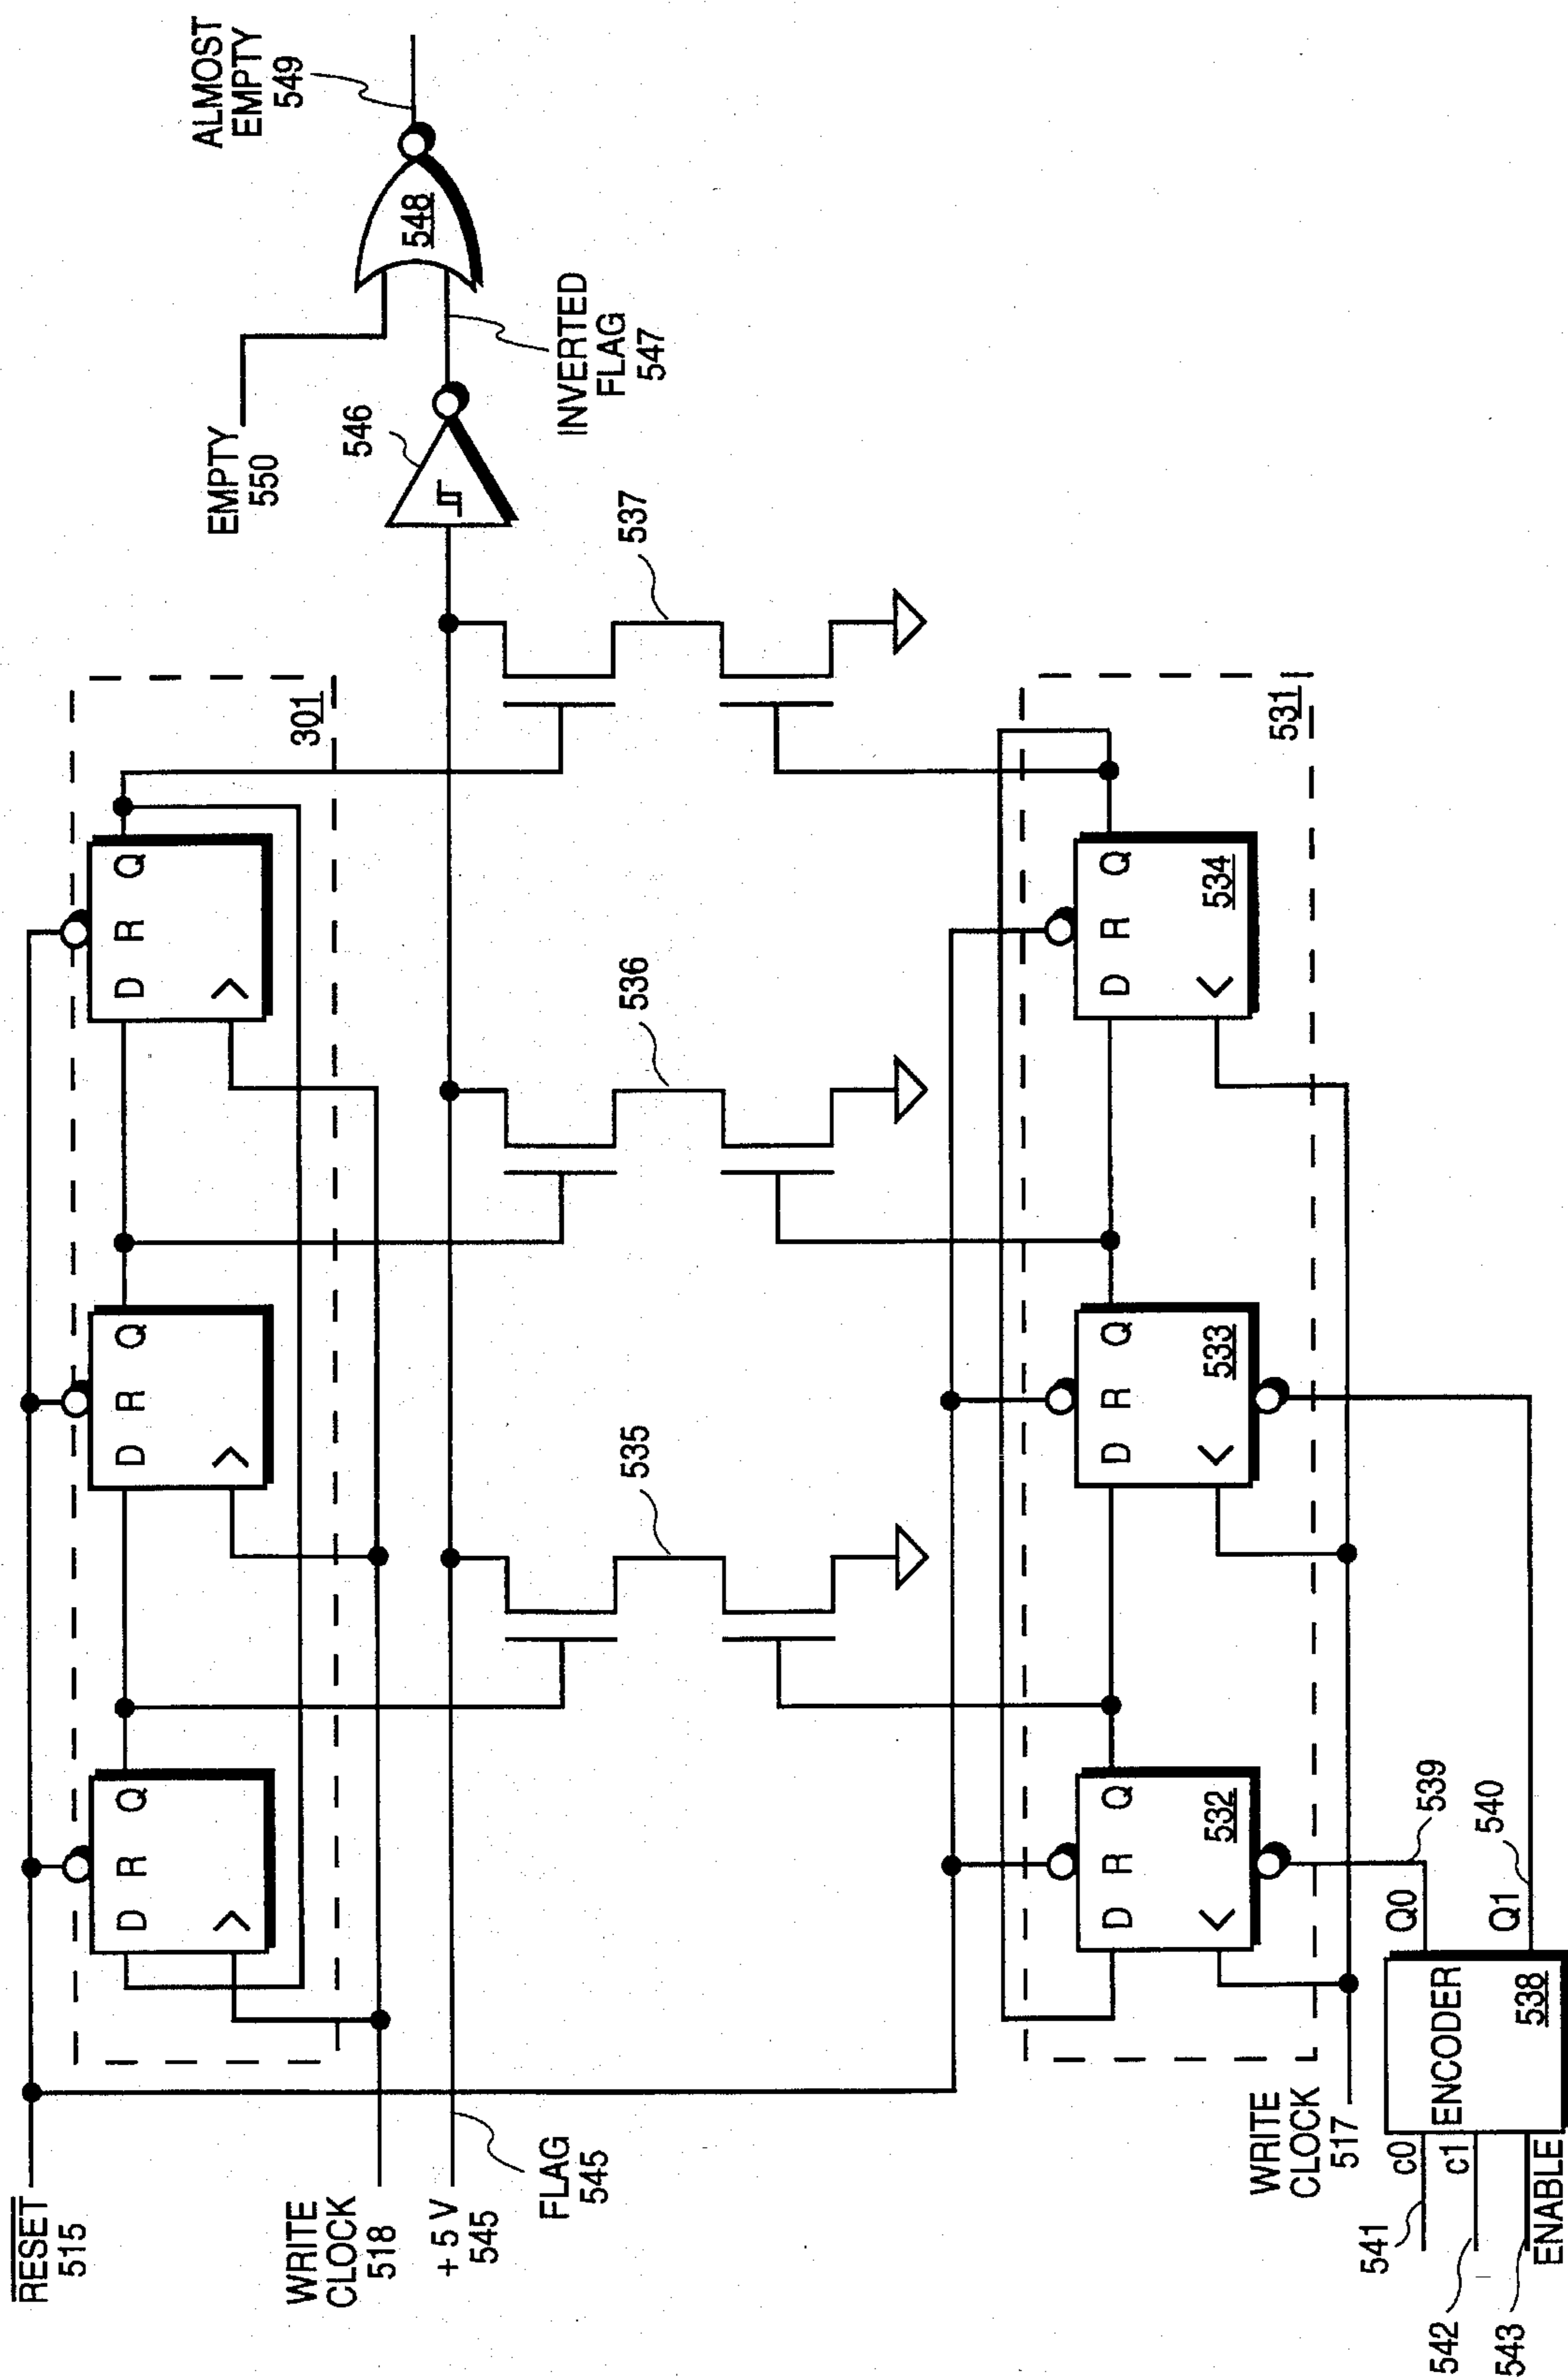 RESET
515
WRITE
CLOCK
518
+ 5 V
545
FLAG
545
301
D R Q
D R Q
D R Q
535
536
537
546
EMPTY
550
INVERTED
FLAG
547
548
ALMOST
EMPTY
549
531
D R Q
532
D R Q
533
D R Q
534
WRITE
CLOCK
517
c0
c1
ENABLE
541
542
543
ENCODER
538
Q0
Q1
539
540